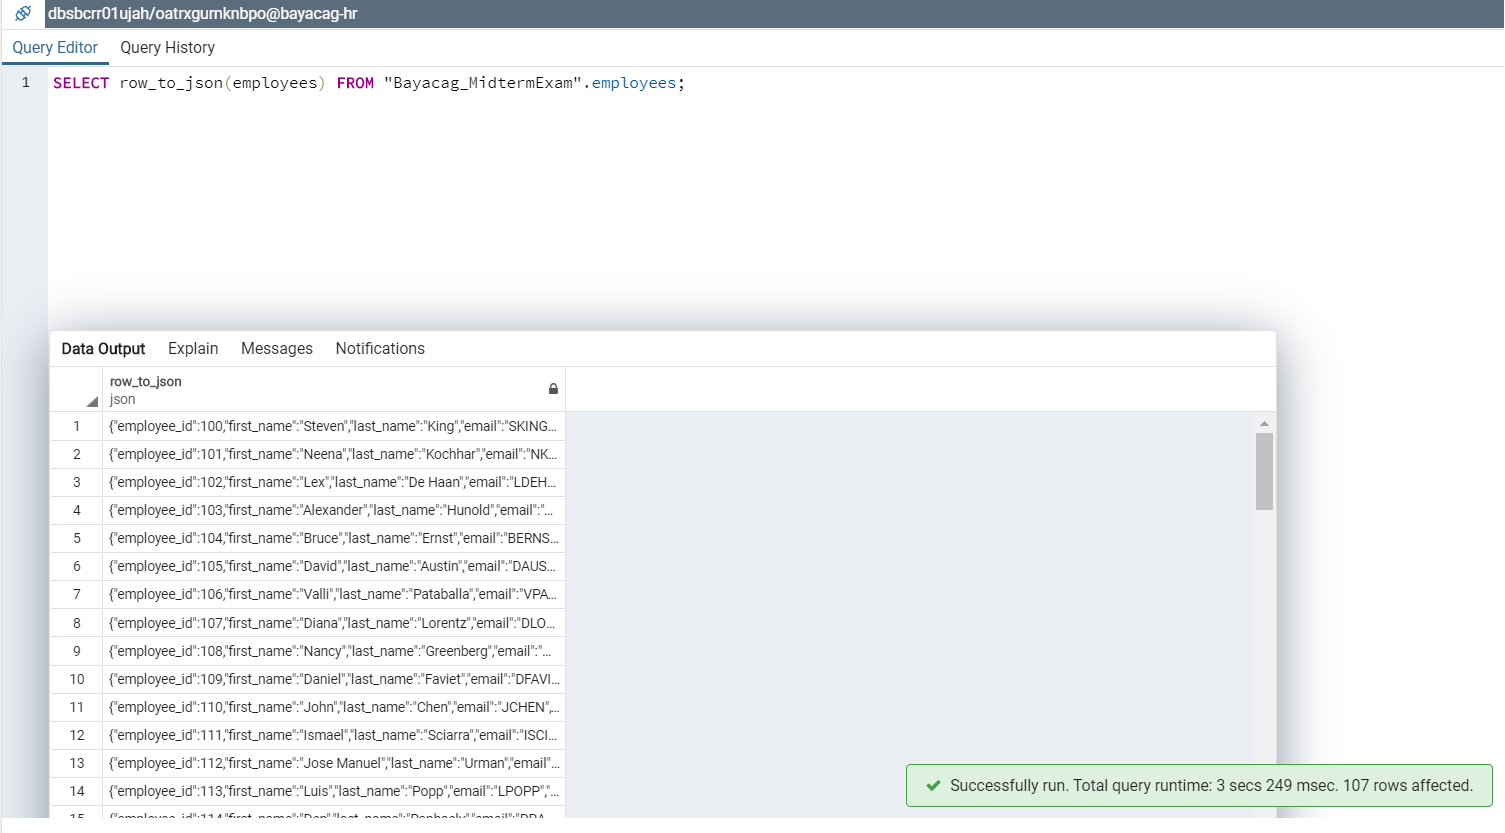 dbsbcrr01ujah/oatrxgurnknbpo@bayacag-hr
Query Editor Query History
1 SELECT row_to_json(employees) FROM "Bayacag_MidtermExam".employees;
Data Output Explain Messages Notifications
row_to_json
json
1 {"employee_id":100,"first_name":"Steven","last_name":"King","email":"SKING...
2 {"employee_id":101,"first_name":"Neena","last_name":"Kochhar","email":"NK...
3 {"employee_id":102,"first_name":"Lex","last_name":"De Haan","email":"LDEH...
4 {"employee_id":103,"first_name":"Alexander","last_name":"Hunold","email":"...
5 {"employee_id":104,"first_name":"Bruce","last_name":"Ernst","email":"BERNS...
6 {"employee_id":105,"first_name":"David","last_name":"Austin","email":"DAUS...
7 {"employee_id":106,"first_name":"Valli","last_name":"Pataballa","email":"VPA...
8 {"employee_id":107,"first_name":"Diana","last_name":"Lorentz","email":"DLO...
9 {"employee_id":108,"first_name":"Nancy","last_name":"Greenberg","email":"...
10 {"employee_id":109,"first_name":"Daniel","last_name":"Faviet","email":"DFAVI...
11 {"employee_id":110,"first_name":"John","last_name":"Chen","email":"JCHEN",...
12 {"employee_id":111,"first_name":"Ismael","last_name":"Sciarra","email":"ISCI...
13 {"employee_id":112,"first_name":"Jose Manuel","last_name":"Urman","email"...
14 {"employee_id":113,"first_name":"Luis","last_name":"Popp","email":"LPOPP","...
Successfully run. Total query runtime: 3 secs 249 msec. 107 rows affected.